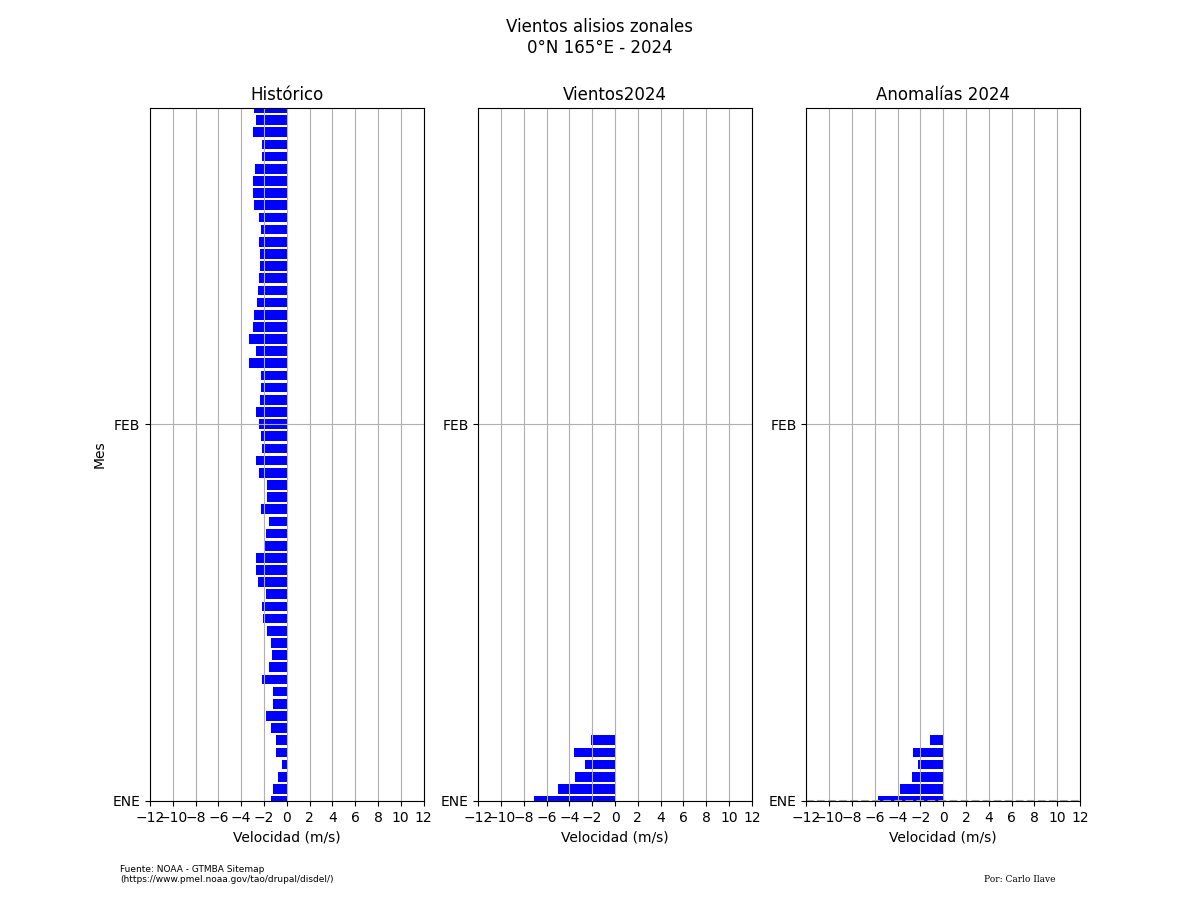 Vientos alisios zonales
0°N 165°E - 2024
Histórico
Vientos2024
Anomalías 2024
Mes
FEB
FEB
FEB
ENE
ENE
ENE
−12 −10 −8 −6 −4 −2 0 2 4 6 8 10 12
−12 −10 −8 −6 −4 −2 0 2 4 6 8 10 12
−12 −10 −8 −6 −4 −2 0 2 4 6 8 10 12
Velocidad (m/s)
Velocidad (m/s)
Velocidad (m/s)
Fuente: NOAA - GTMBA Sitemap
(https://www.pmel.noaa.gov/tao/drupal/disdel/)
Por: Carlo Ilave